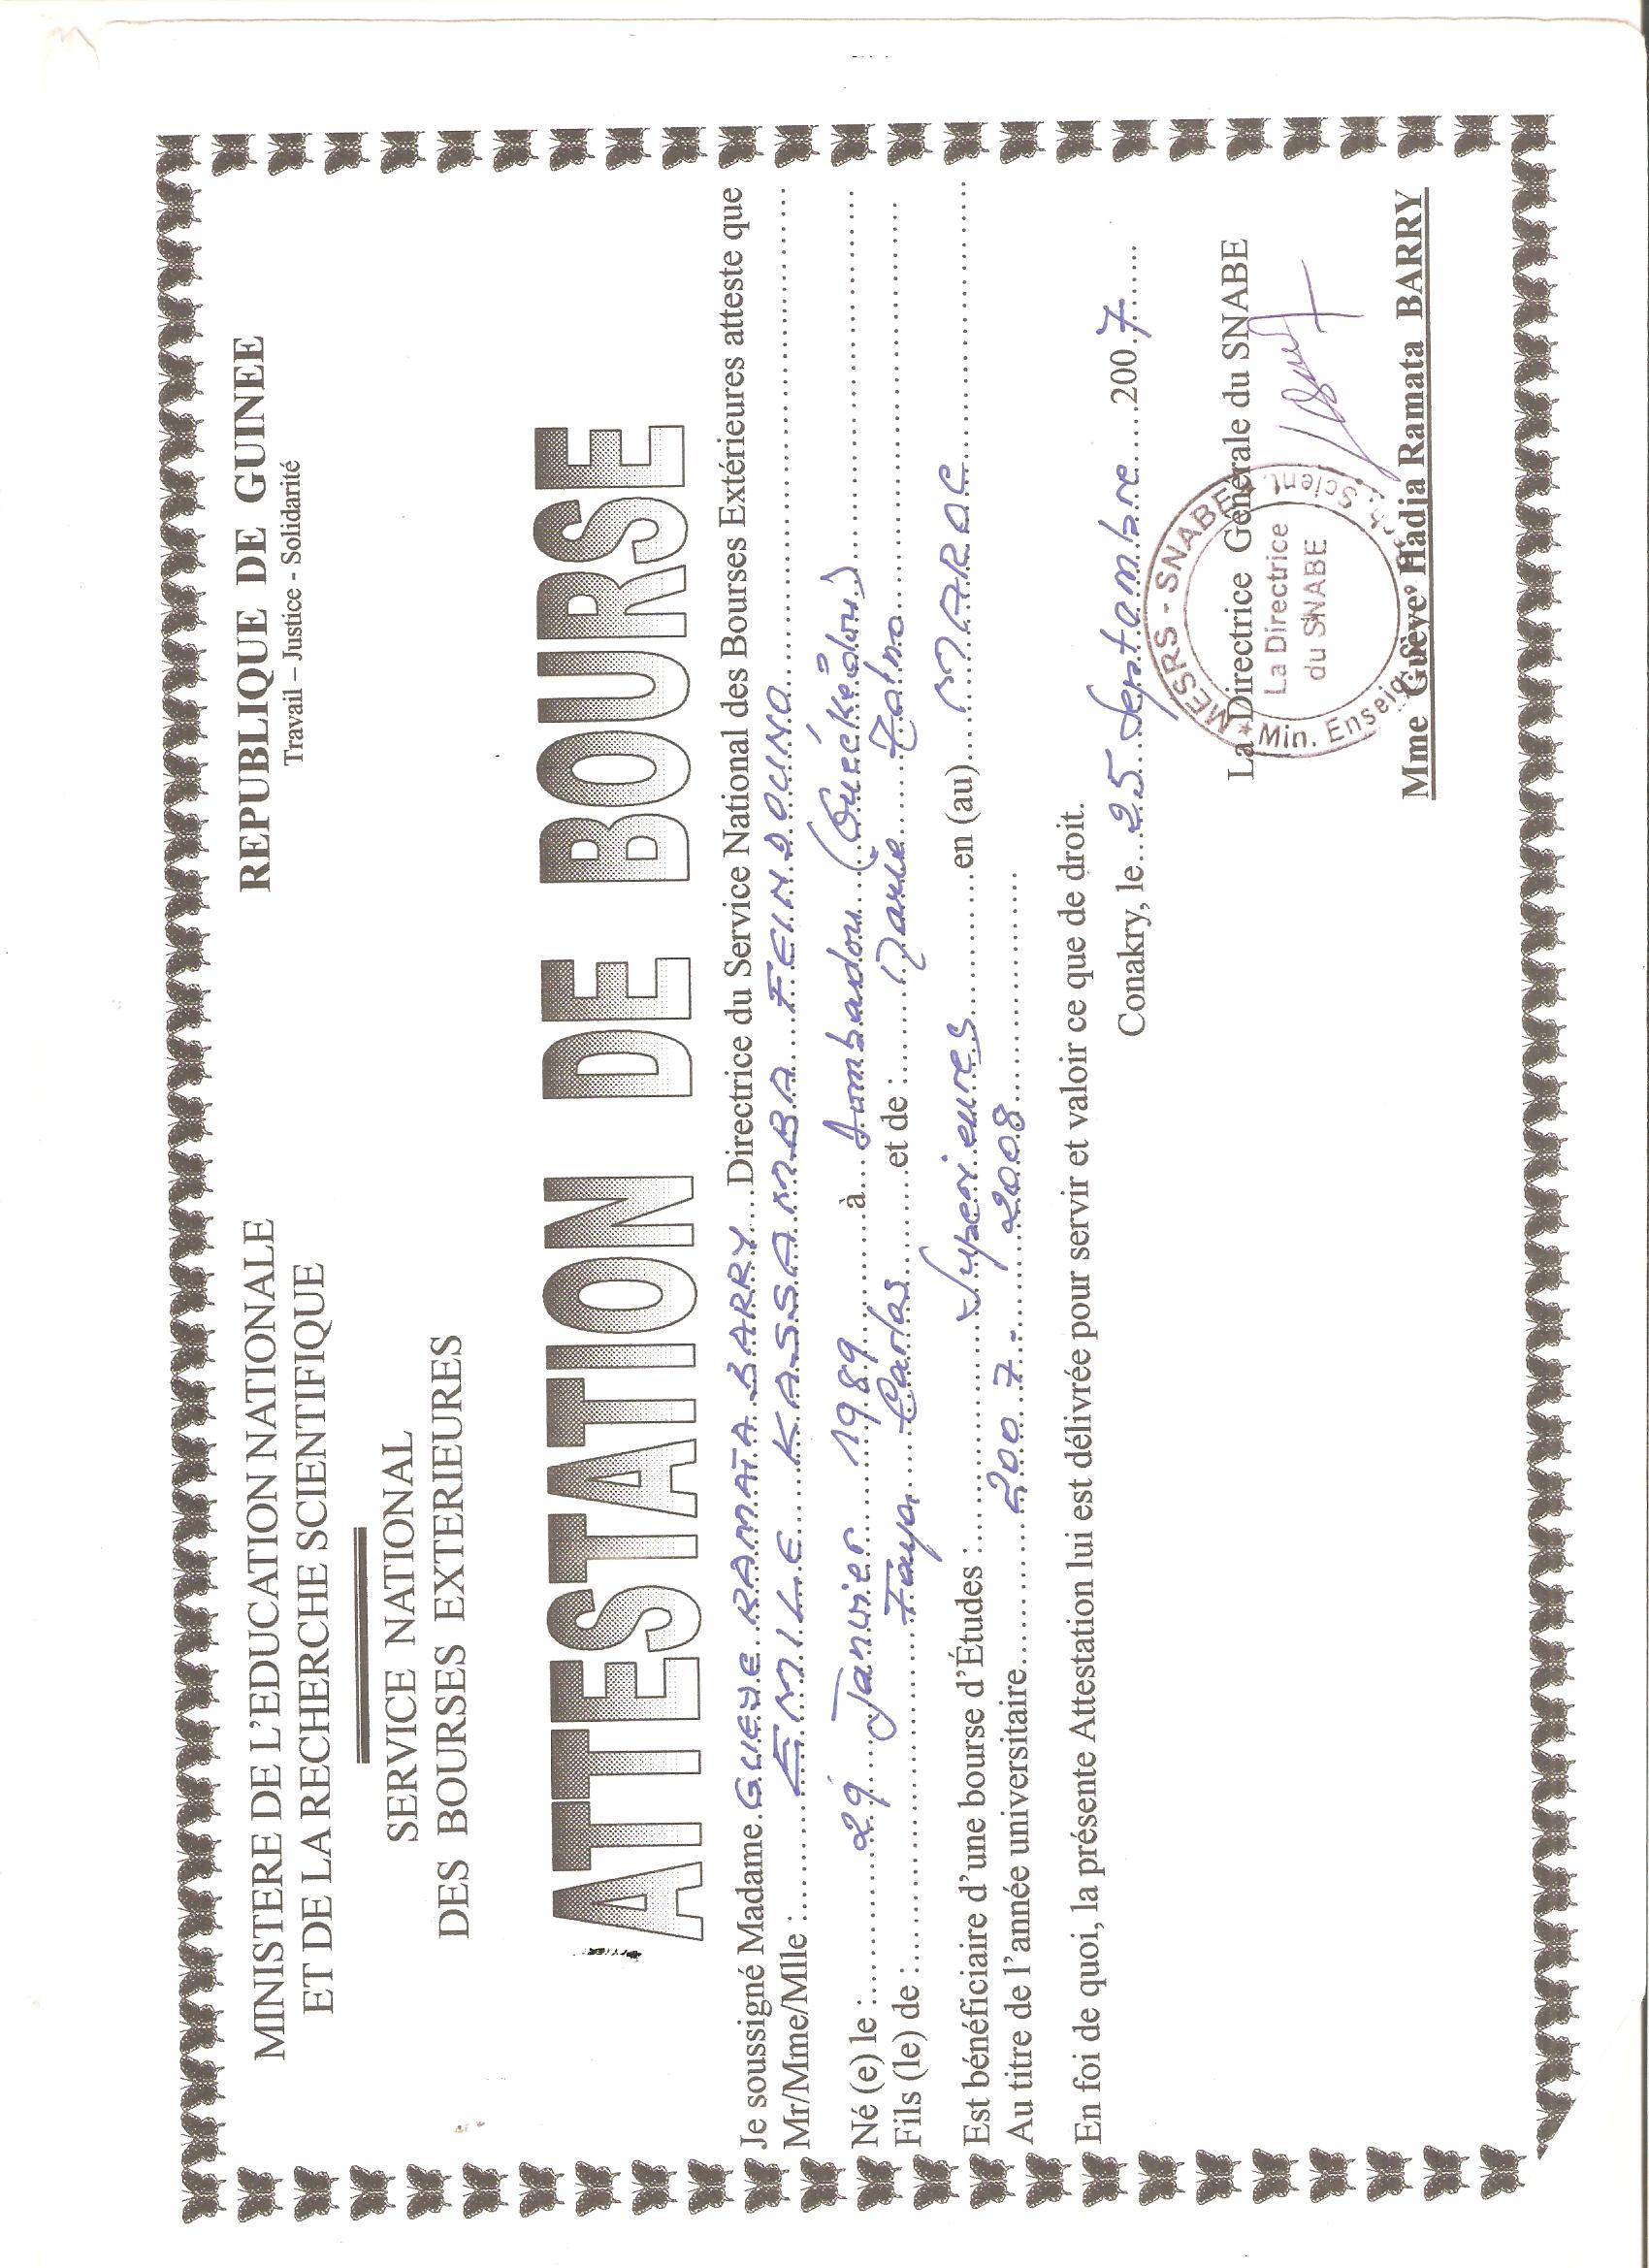 MINISTERE DE L'EDUCATION NATIONALE
ET DE LA RECHERCHE SCIENTIFIQUE
REPUBLIQUE DE GUINEE
Travail – Justice - Solidarité
SERVICE NATIONAL
DES BOURSES EXTERIEURES
ATTESTATION DE BOURSE
Je soussigné Madame GUEYE RAMATA BARRY Directrice du Service National des Bourses Extérieures atteste que
Mr/Mme/Mlle : EMILE KASSAMBA FEINDOUNO
Né (e) le : 29 Janvier 1989 à Tombadou (Guéckédou)
Fils (le) de : Faya Carlos et de : Marie Tolno
Est bénéficiaire d'une bourse d'Études : Superieures en (au) MAROC
Au titre de l'année universitaire 2007 - 2008
En foi de quoi, la présente Attestation lui est délivrée pour servir et valoir ce que de droit.
Conakry, le 25 Septembre 2007
MESRS - SNABE
La Directrice Générale du SNABE
La Directrice
du SNABE
Min. Enseig. Scient.
Mme Guèye Hadja Ramata BARRY